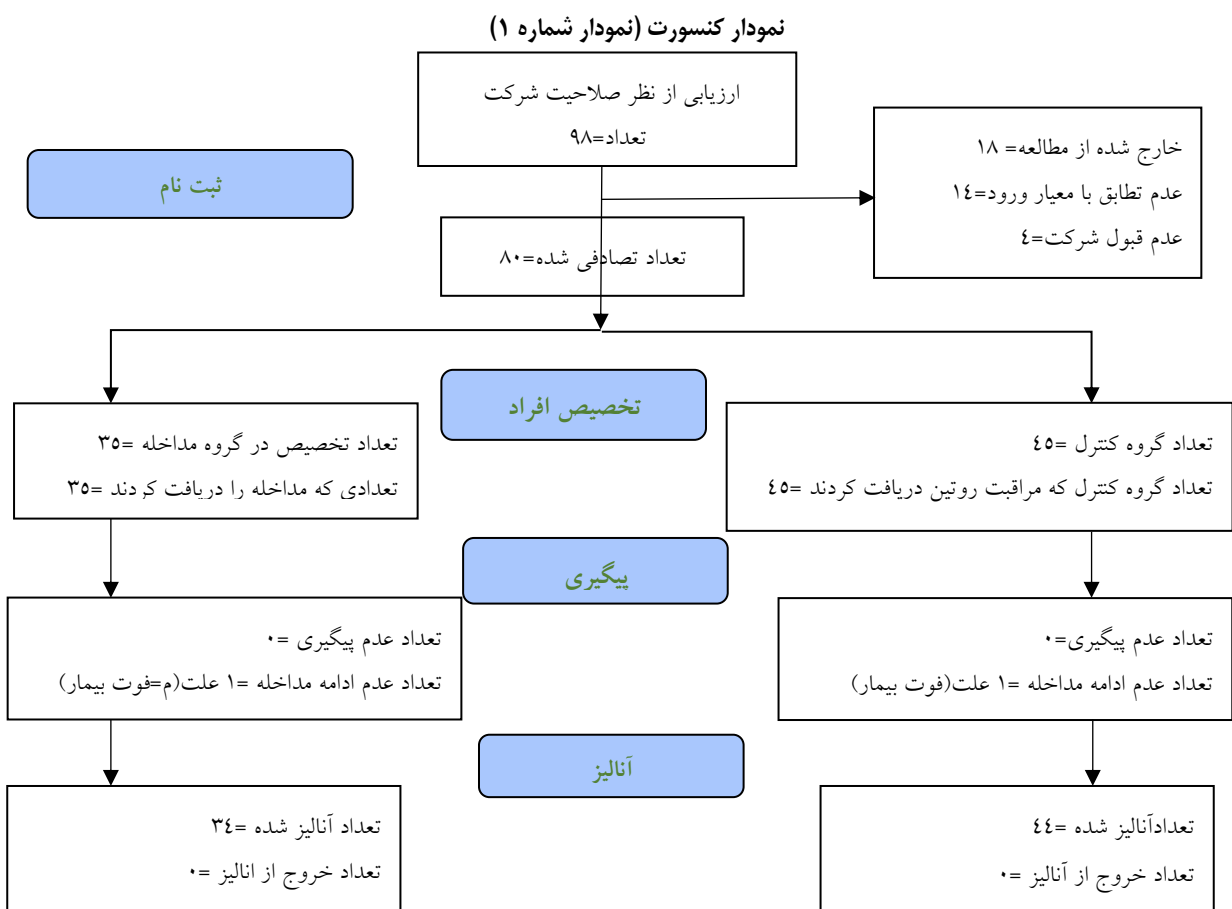 نمودار کنسورت (نمودار شماره ۱)
ارزیابی از نظر صلاحیت شرکت
تعداد=۹۸
خارج شده از مطالعه= ۱۸
عدم تطابق با معیار ورود=۱٤
عدم قبول شرکت=٤
ثبت نام
تعداد تصادفی شده=۸۰
تخصیص افراد
تعداد گروه کنترل =٤٥
تعداد گروه کنترل که مراقبت روتین دریافت کردند =٤٥
تعداد تخصیص در گروه مداخله =۳٥
تعدادی که مداخله را دریافت کردند =۳٥
پیگیری
تعداد عدم پیگیری=۰
تعداد عدم ادامه مداخله =۱ علت(فوت بیمار)
تعداد عدم پیگیری =۰
تعداد عدم ادامه مداخله =۱ علت(م=فوت بیمار)
آنالیز
تعدادآنالیز شده =٤٤
تعداد خروج از آنالیز =۰
تعداد آنالیز شده =۳٤
تعداد خروج از انالیز =۰